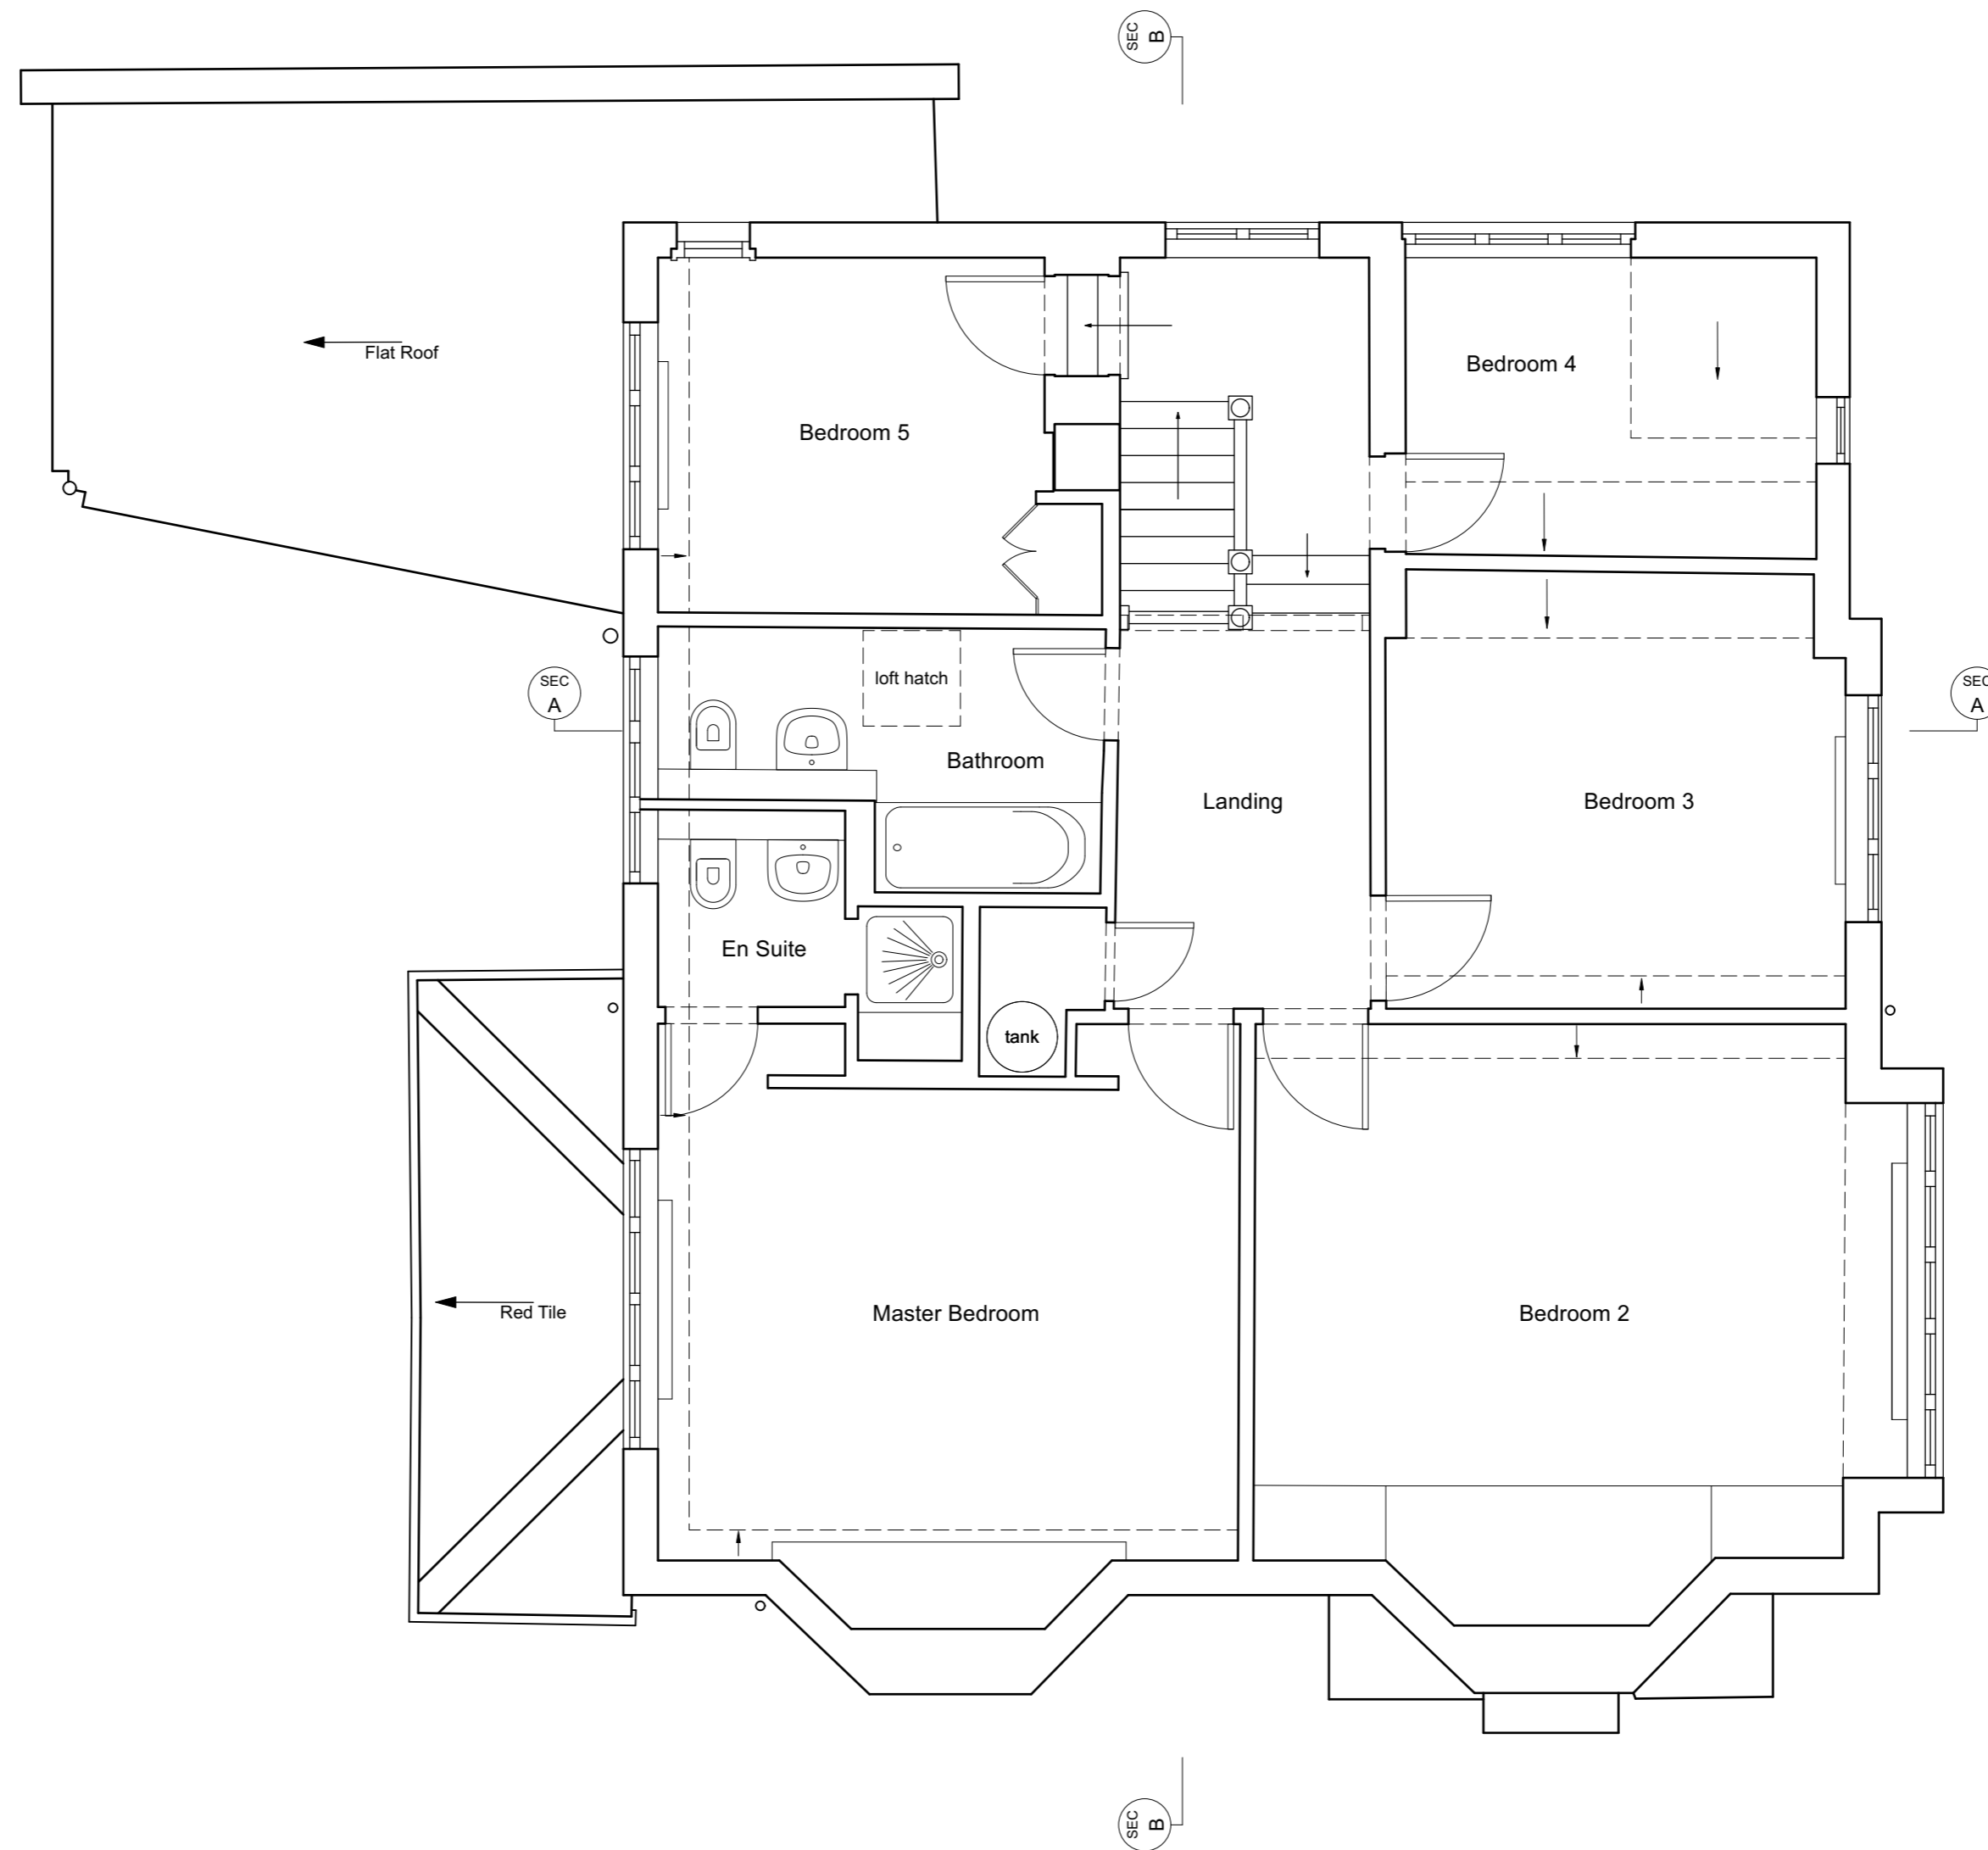 SEC
B
Flat Roof
Bedroom 4
Bedroom 5
loft hatch
SEC
A
SEC
A
Bathroom
Landing
Bedroom 3
En Suite
tank
Red Tile
Master Bedroom
Bedroom 2
SEC
B